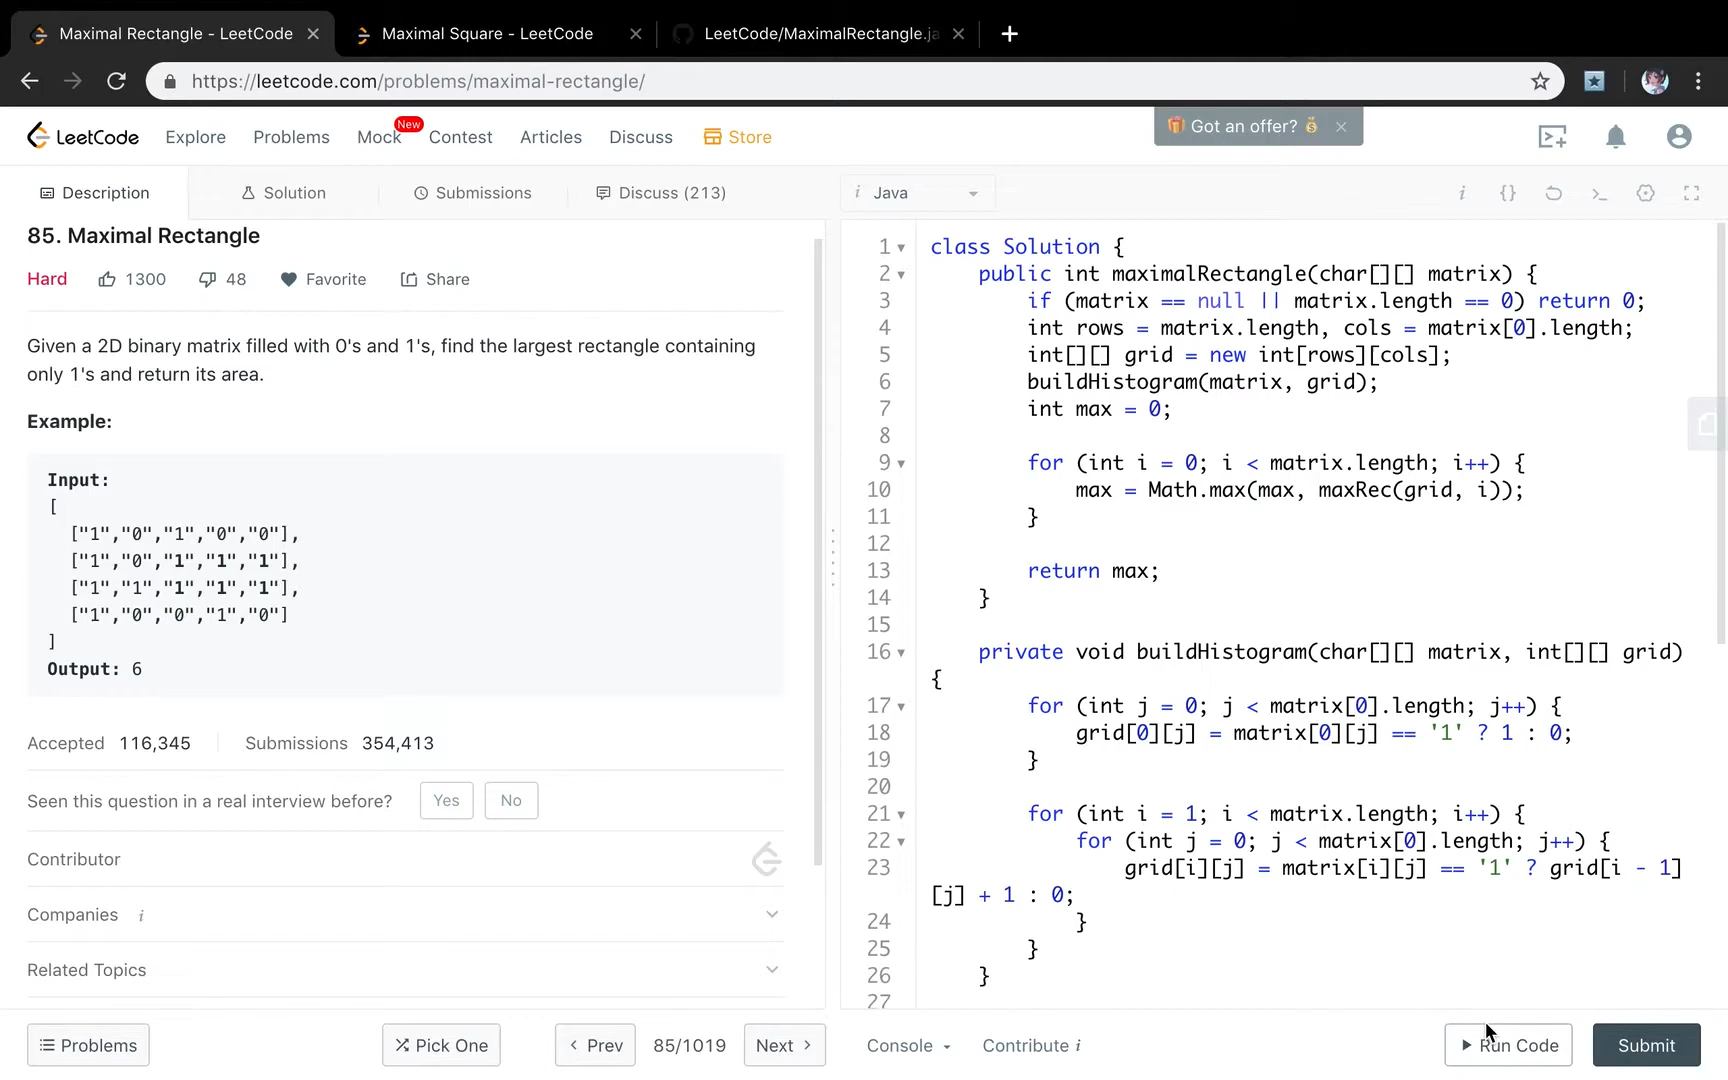 Maximal Rectangle - LeetCode
Maximal Square - LeetCode
LeetCode/MaximalRectangle.ja
https://leetcode.com/problems/maximal-rectangle/
LeetCode
Explore
Problems
Mock
New
Contest
Articles
Discuss
Store
Got an offer?
Description
Solution
Submissions
Discuss (213)
i Java
85. Maximal Rectangle
Hard 1300 48 Favorite Share
Given a 2D binary matrix filled with 0's and 1's, find the largest rectangle containing
only 1's and return its area.
Example:
Input:
[
["1","0","1","0","0"],
["1","0","1","1","1"],
["1","1","1","1","1"],
["1","0","0","1","0"]
]
Output: 6
Accepted 116,345 Submissions 354,413
Seen this question in a real interview before? Yes No
Contributor
Companies i
Related Topics
Problems
Pick One
Prev
85/1019
Next
1 class Solution {
2 public int maximalRectangle(char[][] matrix) {
3 if (matrix == null || matrix.length == 0) return 0;
4 int rows = matrix.length, cols = matrix[0].length;
5 int[][] grid = new int[rows][cols];
6 buildHistogram(matrix, grid);
7 int max = 0;
8
9 for (int i = 0; i < matrix.length; i++) {
10 max = Math.max(max, maxRec(grid, i));
11 }
12
13 return max;
14 }
15
16 private void buildHistogram(char[][] matrix, int[][] grid)
{
17 for (int j = 0; j < matrix[0].length; j++) {
18 grid[0][j] = matrix[0][j] == '1' ? 1 : 0;
19 }
20
21 for (int i = 1; i < matrix.length; i++) {
22 for (int j = 0; j < matrix[0].length; j++) {
23 grid[i][j] = matrix[i][j] == '1' ? grid[i - 1]
[j] + 1 : 0;
24 }
25 }
26 }
27
Console
Contribute i
Run Code
Submit